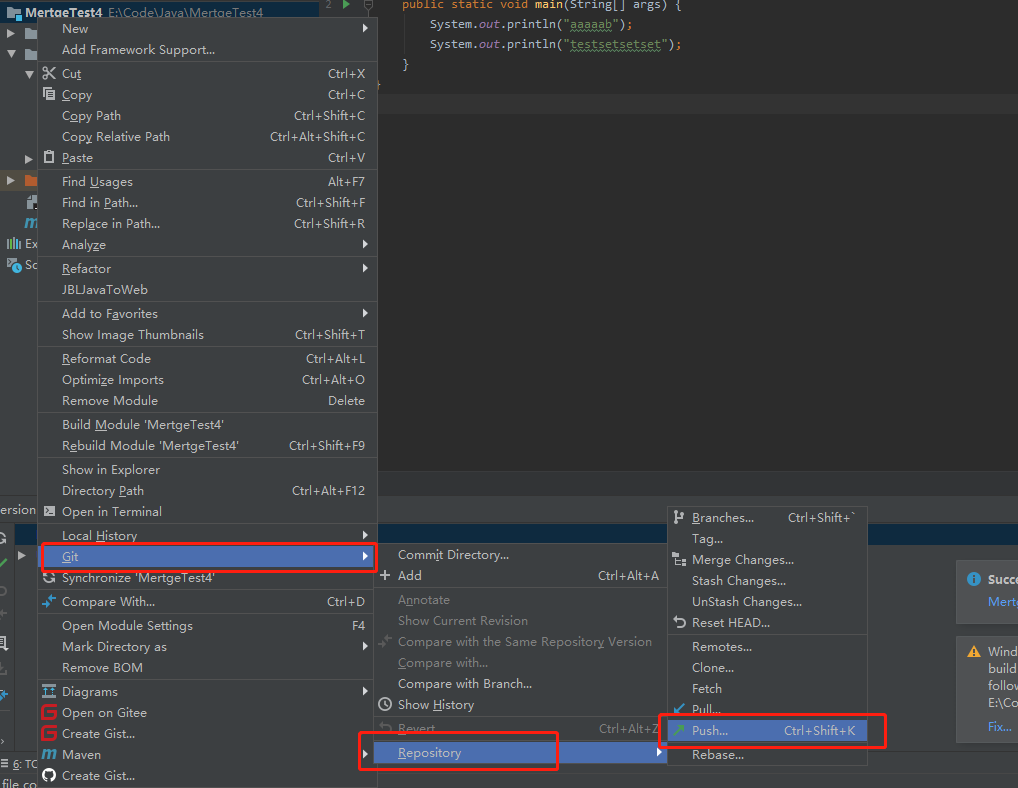 MertgeTest4 E:\Code\Java\MertgeTest4
2
public static void main(String[] args) {
System.out.println("aaaaab");
System.out.println("testsetsetset");
}
}
New
Add Framework Support...
Cut Ctrl+X
Copy Ctrl+C
Copy Path Ctrl+Shift+C
Copy Relative Path Ctrl+Alt+Shift+C
Paste Ctrl+V
Find Usages Alt+F7
Find in Path... Ctrl+Shift+F
Replace in Path... Ctrl+Shift+R
Analyze
Refactor
JBLJavaToWeb
Add to Favorites
Show Image Thumbnails Ctrl+Shift+T
Reformat Code Ctrl+Alt+L
Optimize Imports Ctrl+Alt+O
Remove Module Delete
Build Module 'MertgeTest4'
Rebuild Module 'MertgeTest4' Ctrl+Shift+F9
Show in Explorer
Directory Path Ctrl+Alt+F12
Open in Terminal
Local History
Git
Synchronize 'MertgeTest4'
Compare With... Ctrl+D
Open Module Settings F4
Mark Directory as
Remove BOM
Diagrams
Open on Gitee
Create Gist...
Maven
Create Gist...
Ex
Sc
ersion
6: TO
file co
Commit Directory...
Add Ctrl+Alt+A
Annotate
Show Current Revision
Compare with the Same Repository Version
Compare with...
Compare with Branch...
Show History
Revert Ctrl+Alt+Z
Repository
Branches... Ctrl+Shift+`
Tag...
Merge Changes...
Stash Changes...
UnStash Changes...
Reset HEAD...
Remotes...
Clone...
Fetch
Pull...
Push... Ctrl+Shift+K
Rebase...
Succe
Mertg
Wind
build
follow
E:\Co
Fix...